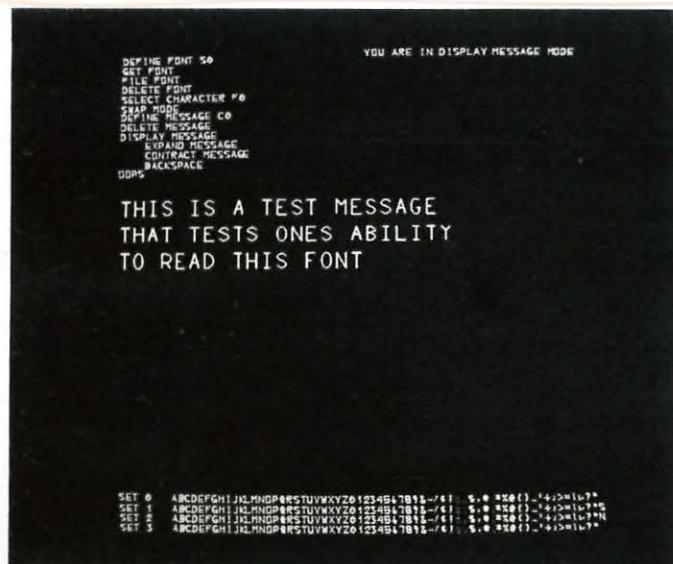 YOU ARE IN DISPLAY MESSAGE MODE
DEFINE FONT S0
GET FONT
FILE FONT
DELETE FONT
SELECT CHARACTER F0
SWAP MODE
DEFINE MESSAGE C0
DELETE MESSAGE
DISPLAY MESSAGE
EXPAND MESSAGE
CONTRACT MESSAGE
BACKSPACE
OOPS
THIS IS A TEST MESSAGE
THAT TESTS ONES ABILITY
TO READ THIS FONT
SET 0 ABCDEFGHIJKLMNOPQRSTUVWXYZ0123456789
SET 1 ABCDEFGHIJKLMNOPQRSTUVWXYZ0123456789
SET 2 ABCDEFGHIJKLMNOPQRSTUVWXYZ0123456789
SET 3 ABCDEFGHIJKLMNOPQRSTUVWXYZ0123456789